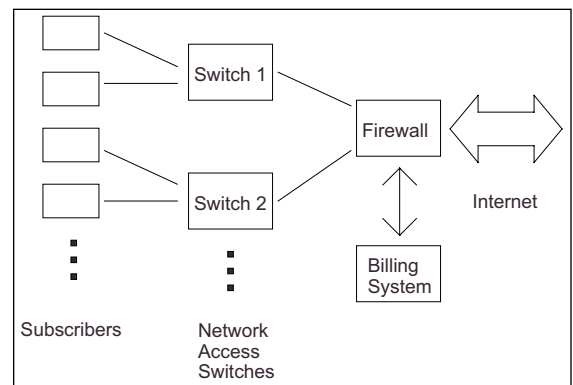 Switch 1
Firewall
Switch 2
Internet
Billing
System
Subscribers
Network
Access
Switches